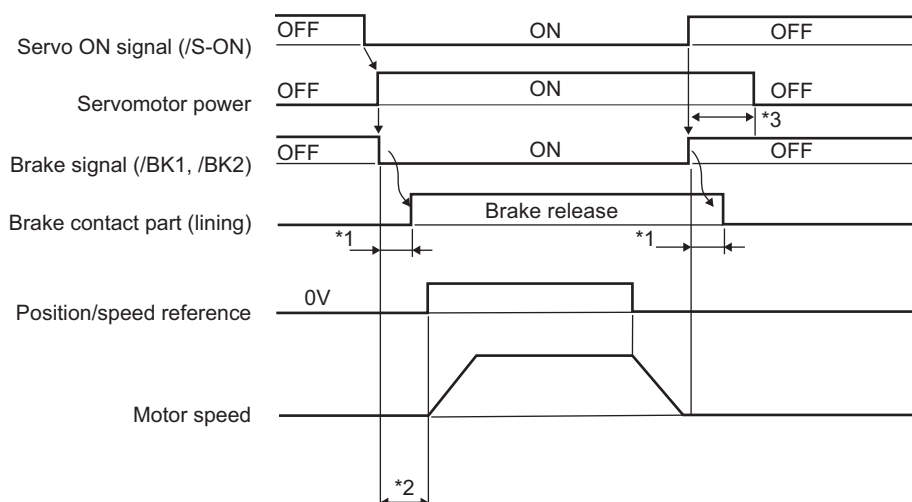 Servo ON signal (/S-ON) OFF ON OFF
Servomotor power OFF ON OFF
*3
Brake signal (/BK1, /BK2) OFF ON OFF
Brake contact part (lining) Brake release
*1 *1
Position/speed reference 0V
Motor speed
*2